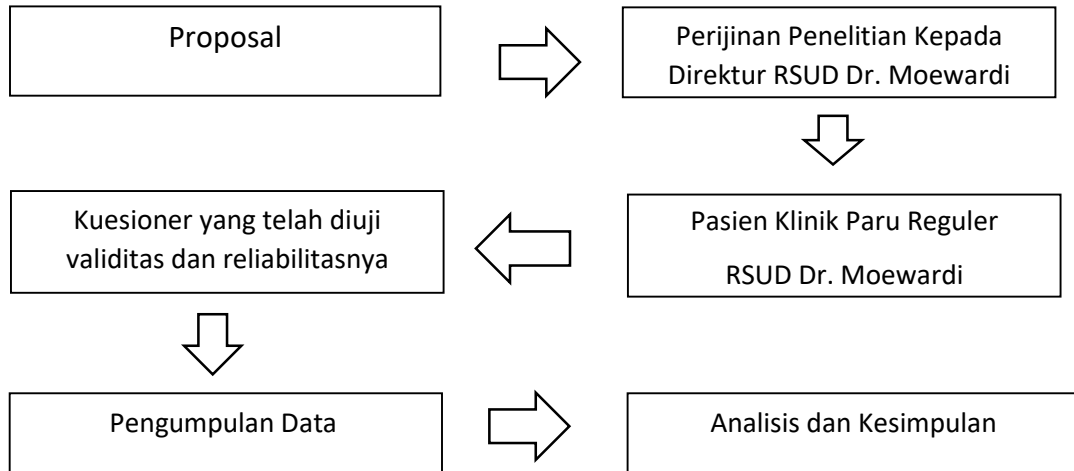 Proposal
Perijinan Penelitian Kepada
Direktur RSUD Dr. Moewardi
Pasien Klinik Paru Reguler
RSUD Dr. Moewardi
Kuesioner yang telah diuji
validitas dan reliabilitasnya
Pengumpulan Data
Analisis dan Kesimpulan